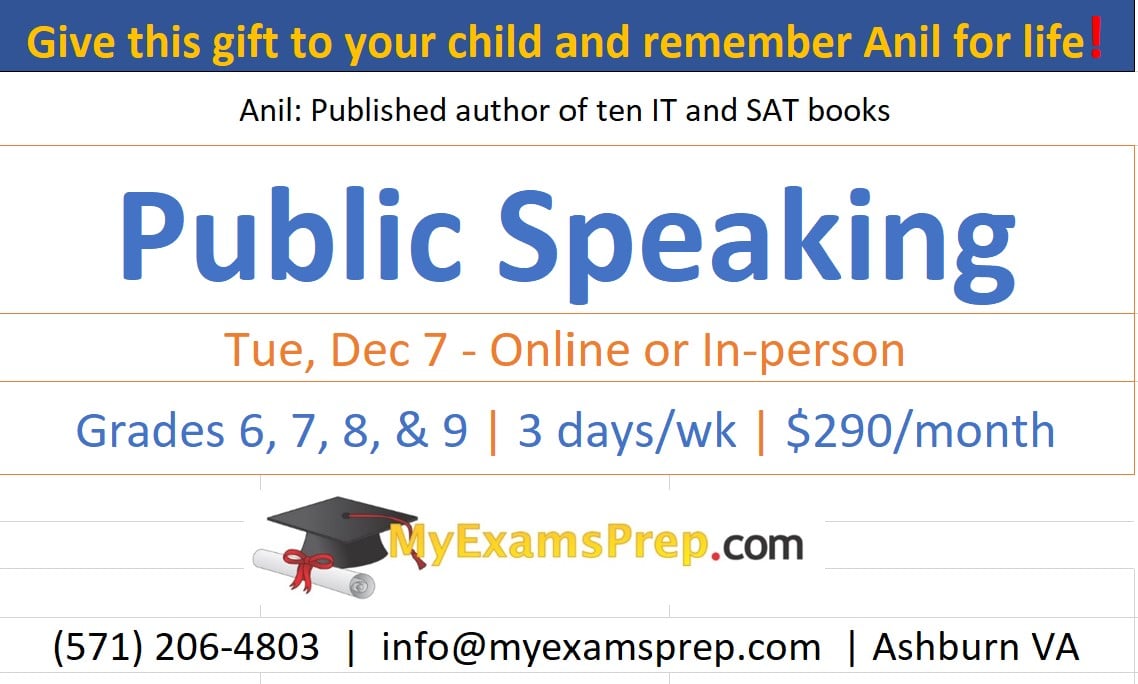 Give this gift to your child and remember Anil for life!
Anil: Published author of ten IT and SAT books
Public Speaking
Tue, Dec 7 - Online or In-person
Grades 6, 7, 8, & 9 | 3 days/wk | $290/month
MyExamsPrep.com
(571) 206-4803 | info@myexamsprep.com | Ashburn VA